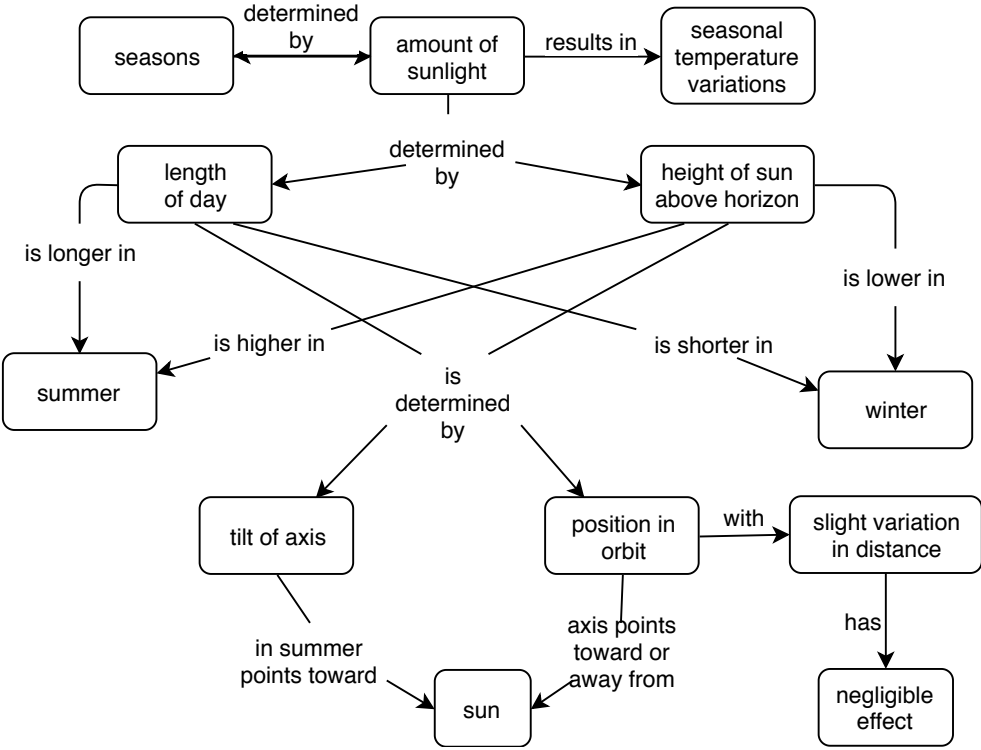 determined
by
seasons
amount of
sunlight
results in
seasonal
temperature
variations
length
of day
determined
by
height of sun
above horizon
is longer in
is lower in
is higher in
is shorter in
summer
is
determined
by
winter
tilt of axis
position in
orbit
with
slight variation
in distance
in summer
points toward
axis points
toward or
away from
has
sun
negligible
effect